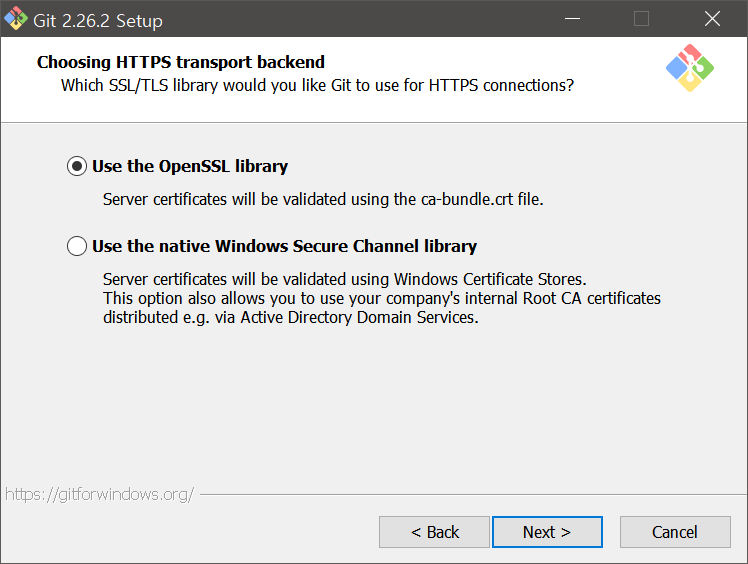 Git 2.26.2 Setup
Choosing HTTPS transport backend
Which SSL/TLS library would you like Git to use for HTTPS connections?
Use the OpenSSL library
Server certificates will be validated using the ca-bundle.crt file.
Use the native Windows Secure Channel library
Server certificates will be validated using Windows Certificate Stores.
This option also allows you to use your company's internal Root CA certificates
distributed e.g. via Active Directory Domain Services.
https://gitforwindows.org/
< Back
Next >
Cancel